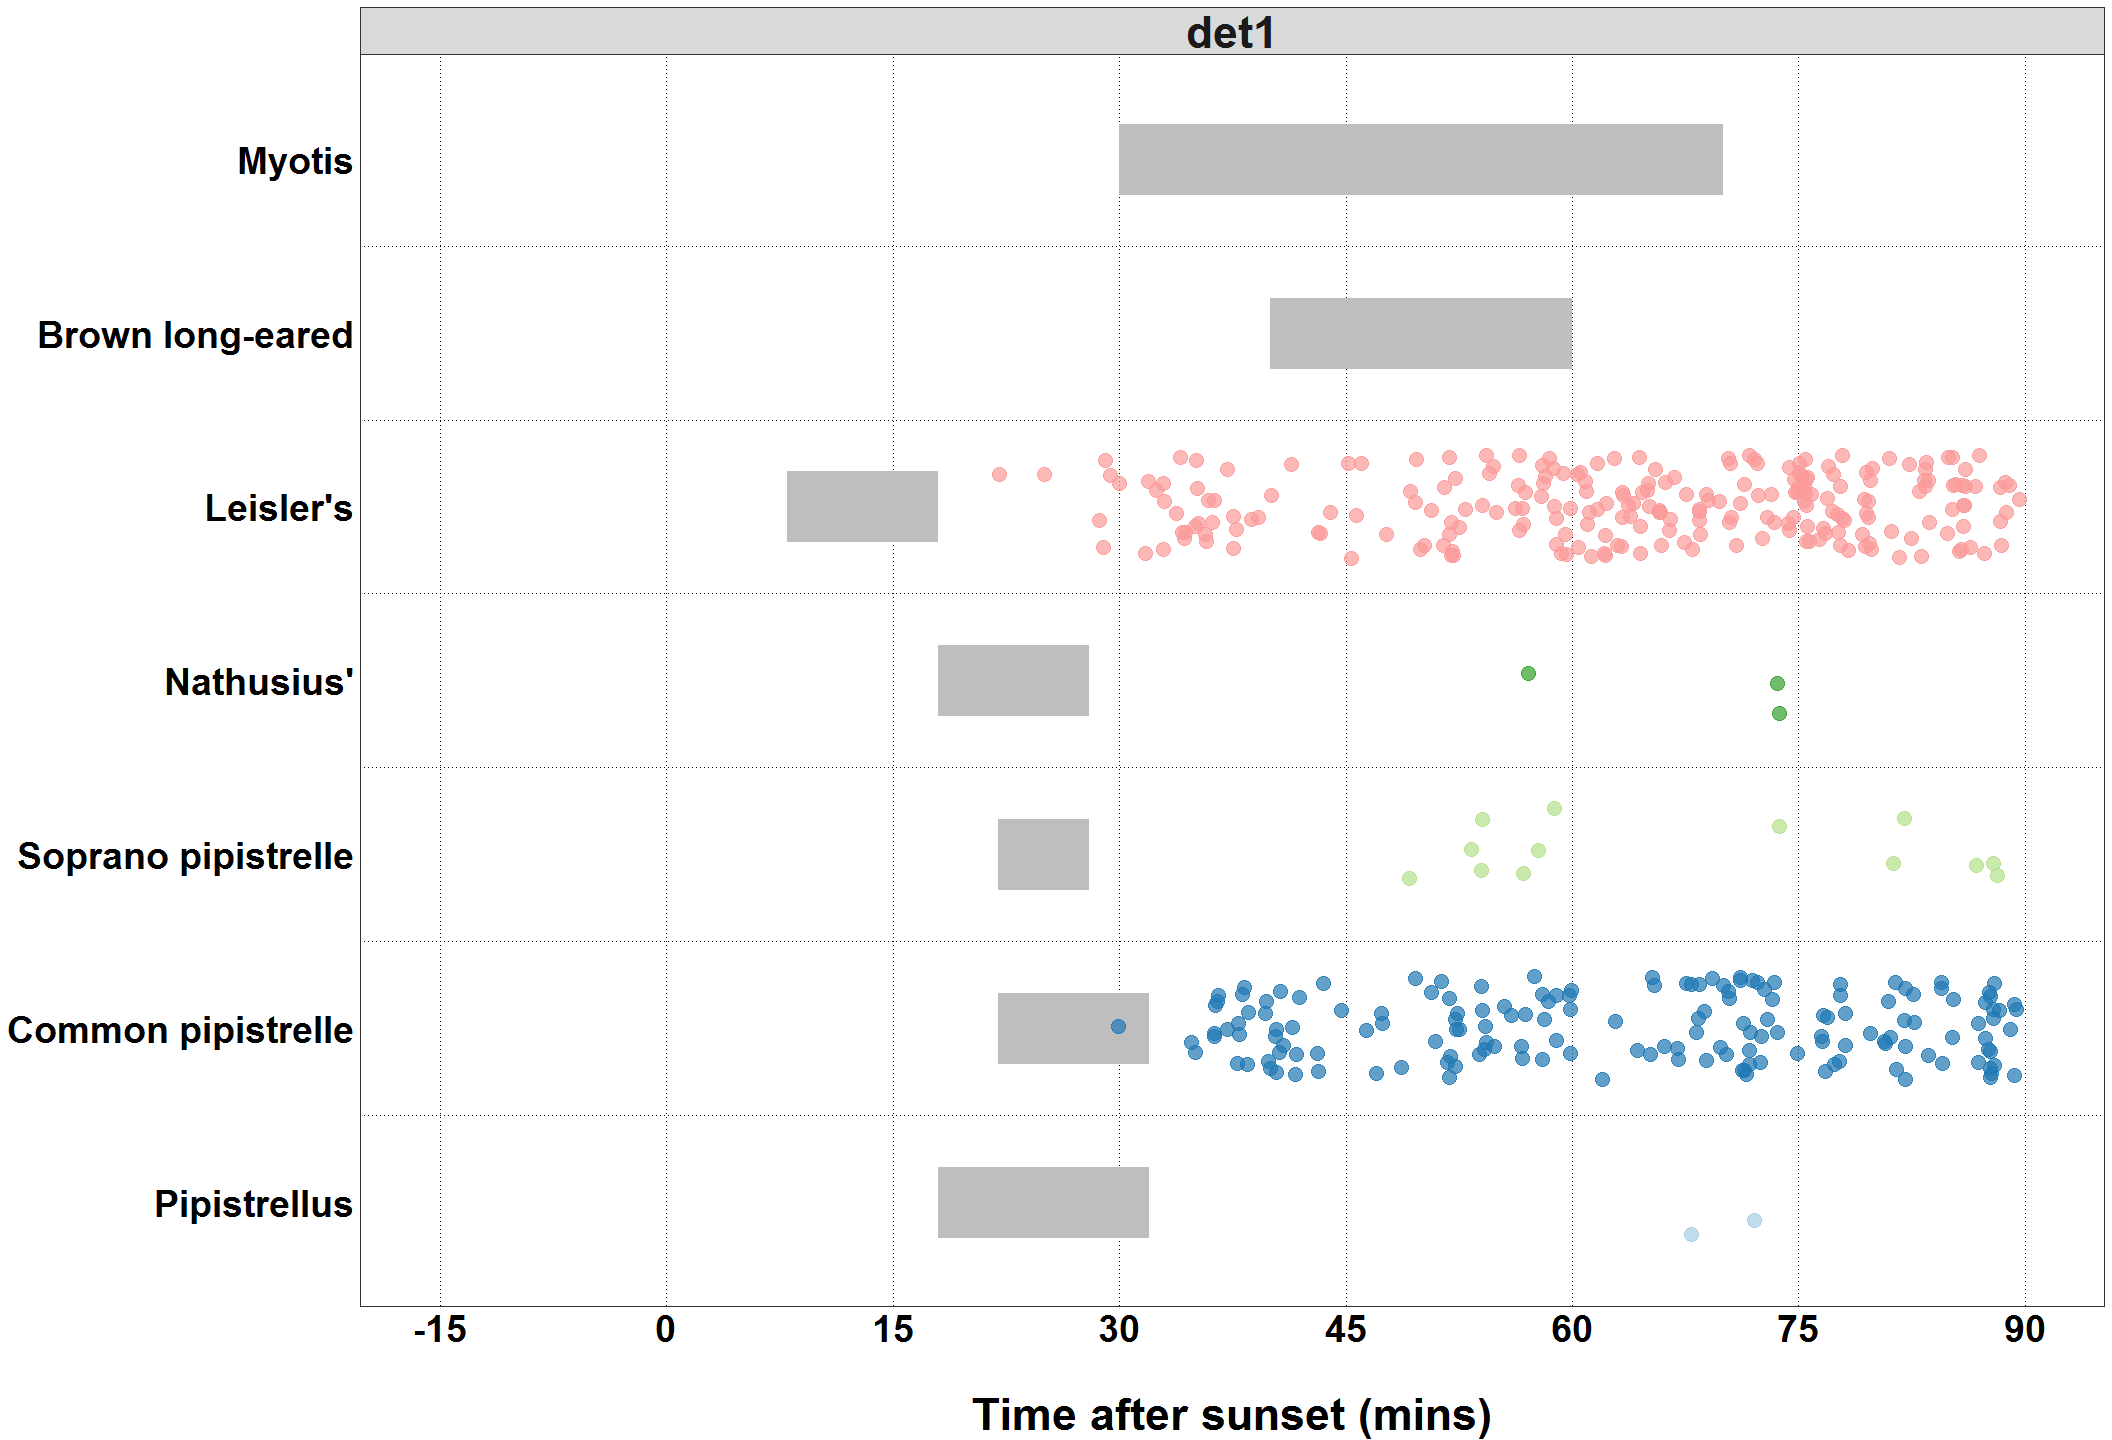 det1
Myotis
Brown long-eared
Leisler's
Nathusius'
Soprano pipistrelle
Common pipistrelle
Pipistrellus
-15 0 15 30 45 60 75 90
Time after sunset (mins)